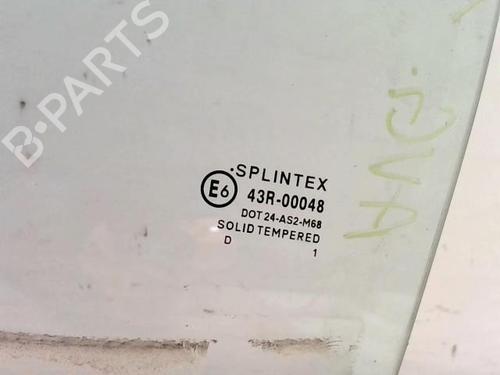 B-PARTS
SPLINTEX
E6
43R-00048
DOT 24-AS2-M68
SOLID TEMPERED
D 1